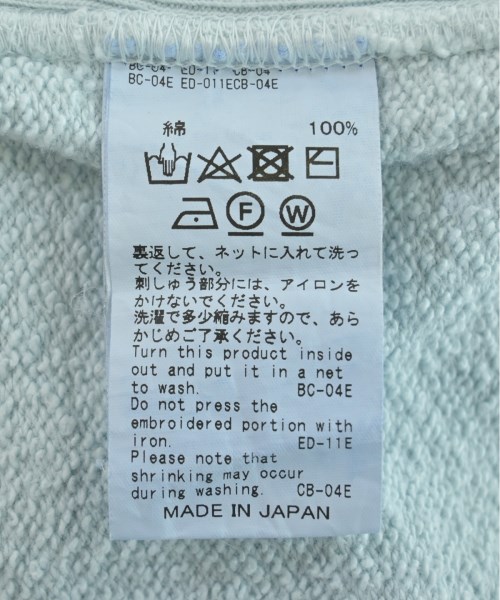 BC-04E ED-011ECB-04E
綿 100%
F W
裏返して、ネットに入れて洗っ
てください。
刺しゅう部分には、アイロンを
かけないでください。
洗濯で多少縮みますので、あら
かじめご了承ください。
Turn this product inside
out and put it in a net
to wash. BC-04E
Do not press the
embroidered portion with
iron. ED-11E
Please note that
shrinking may occur
during washing. CB-04E
MADE IN JAPAN